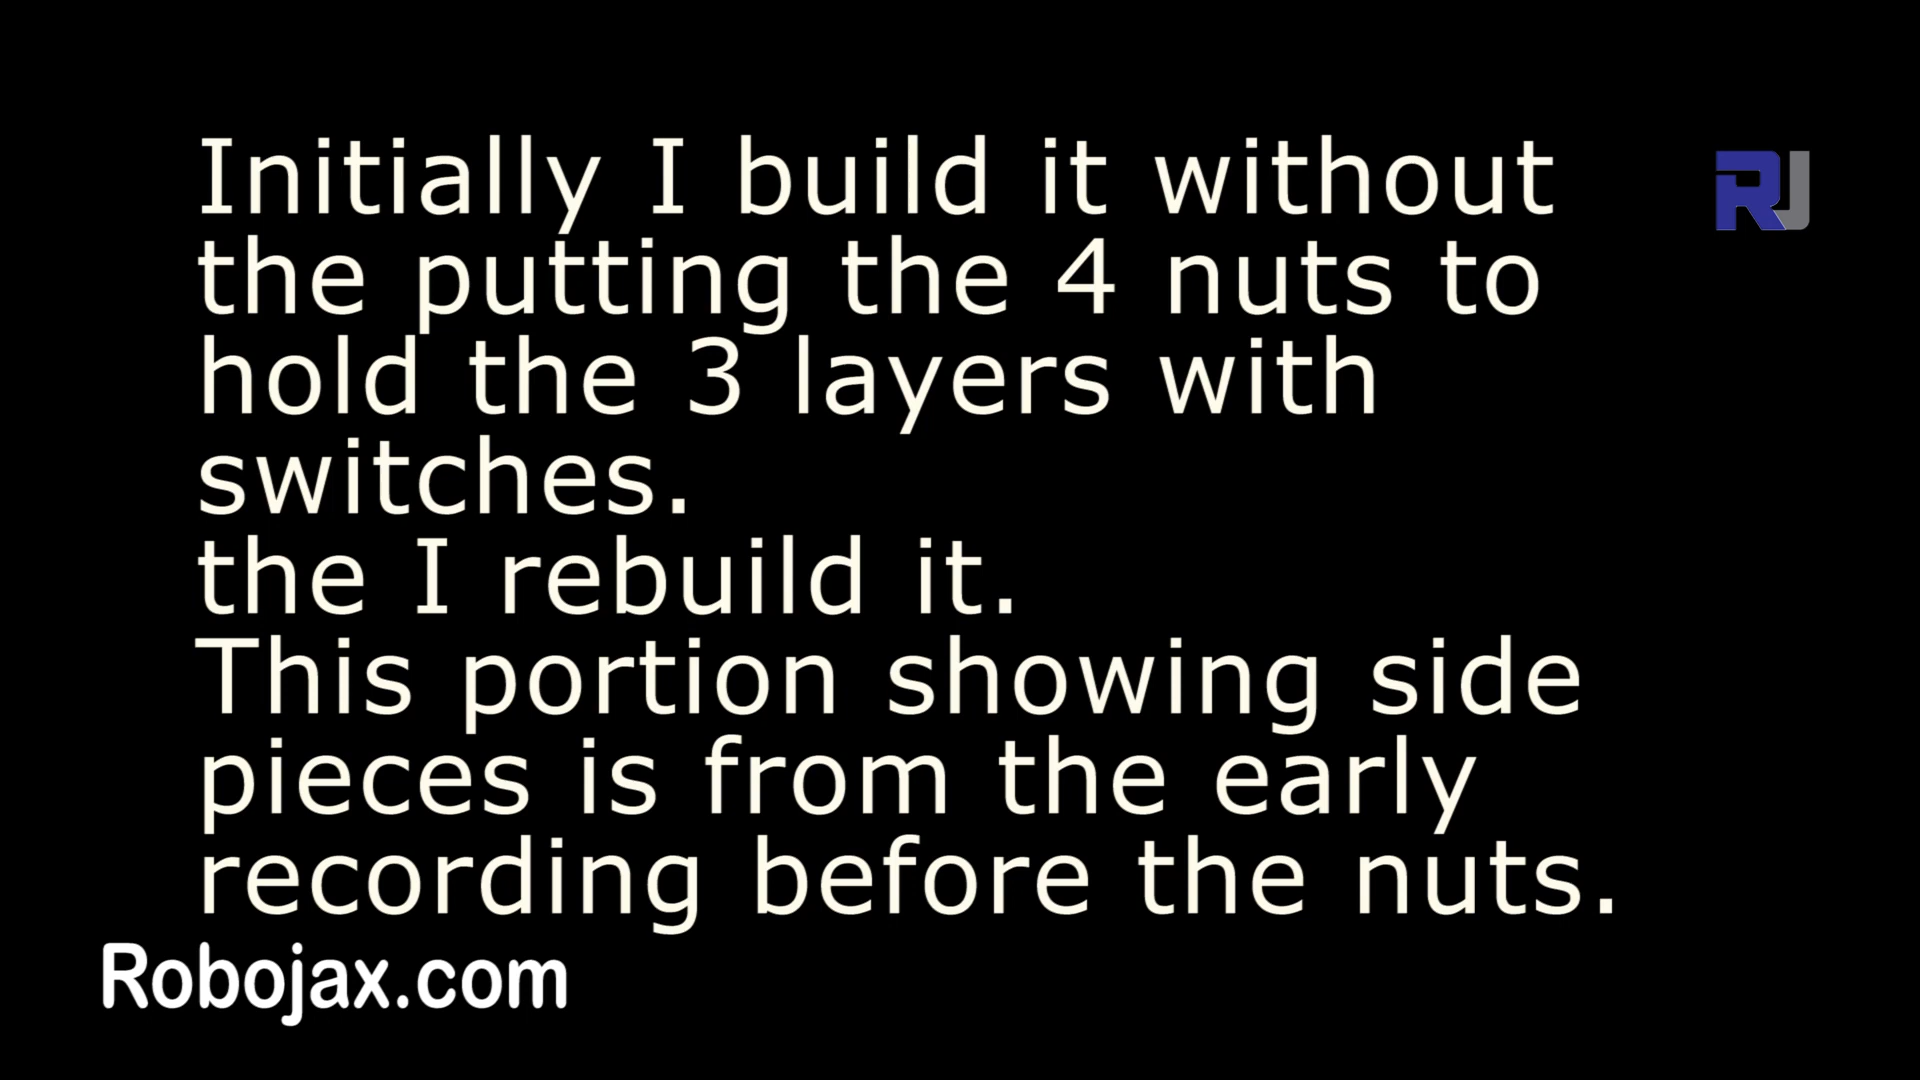 Initially I build it without
the putting the 4 nuts to
hold the 3 layers with
switches.
the I rebuild it.
This portion showing side
pieces is from the early
recording before the nuts.
RJ
Robojax.com